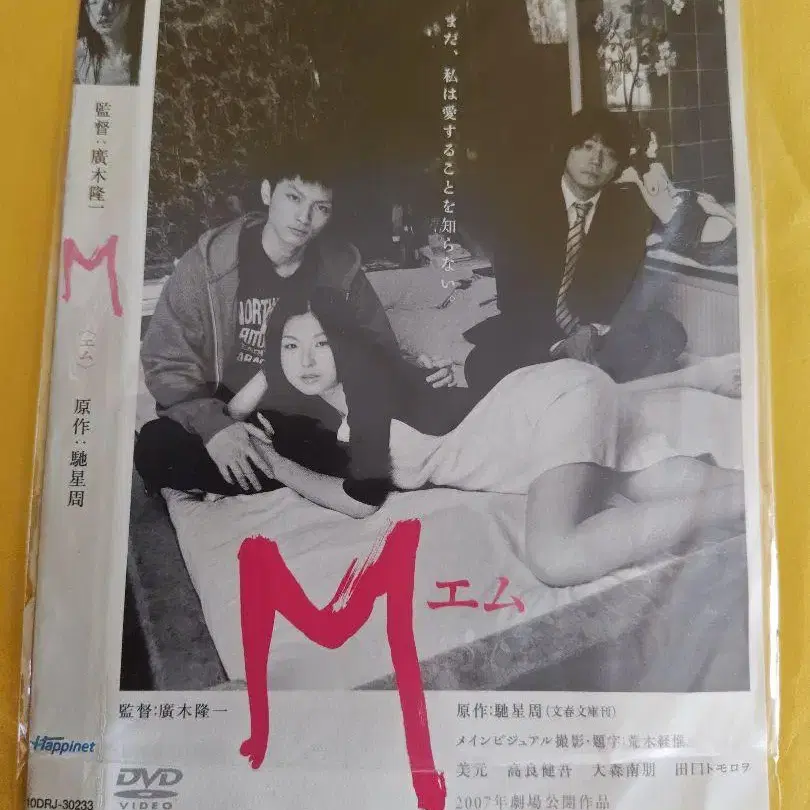 監督：廣木隆一
M
〈エム〉
原作：馳星周
Happinet
10DRJ-30233
まだ、私は愛することを知らない。
NORTH
M
エム
監督：廣木隆一
原作：馳星周（文春文庫刊）
メインビジュアル撮影・題字：荒木経惟
美元 高良健吾 大森南朋 田口トモロヲ
DVD
VIDEO
2007年劇場公開作品